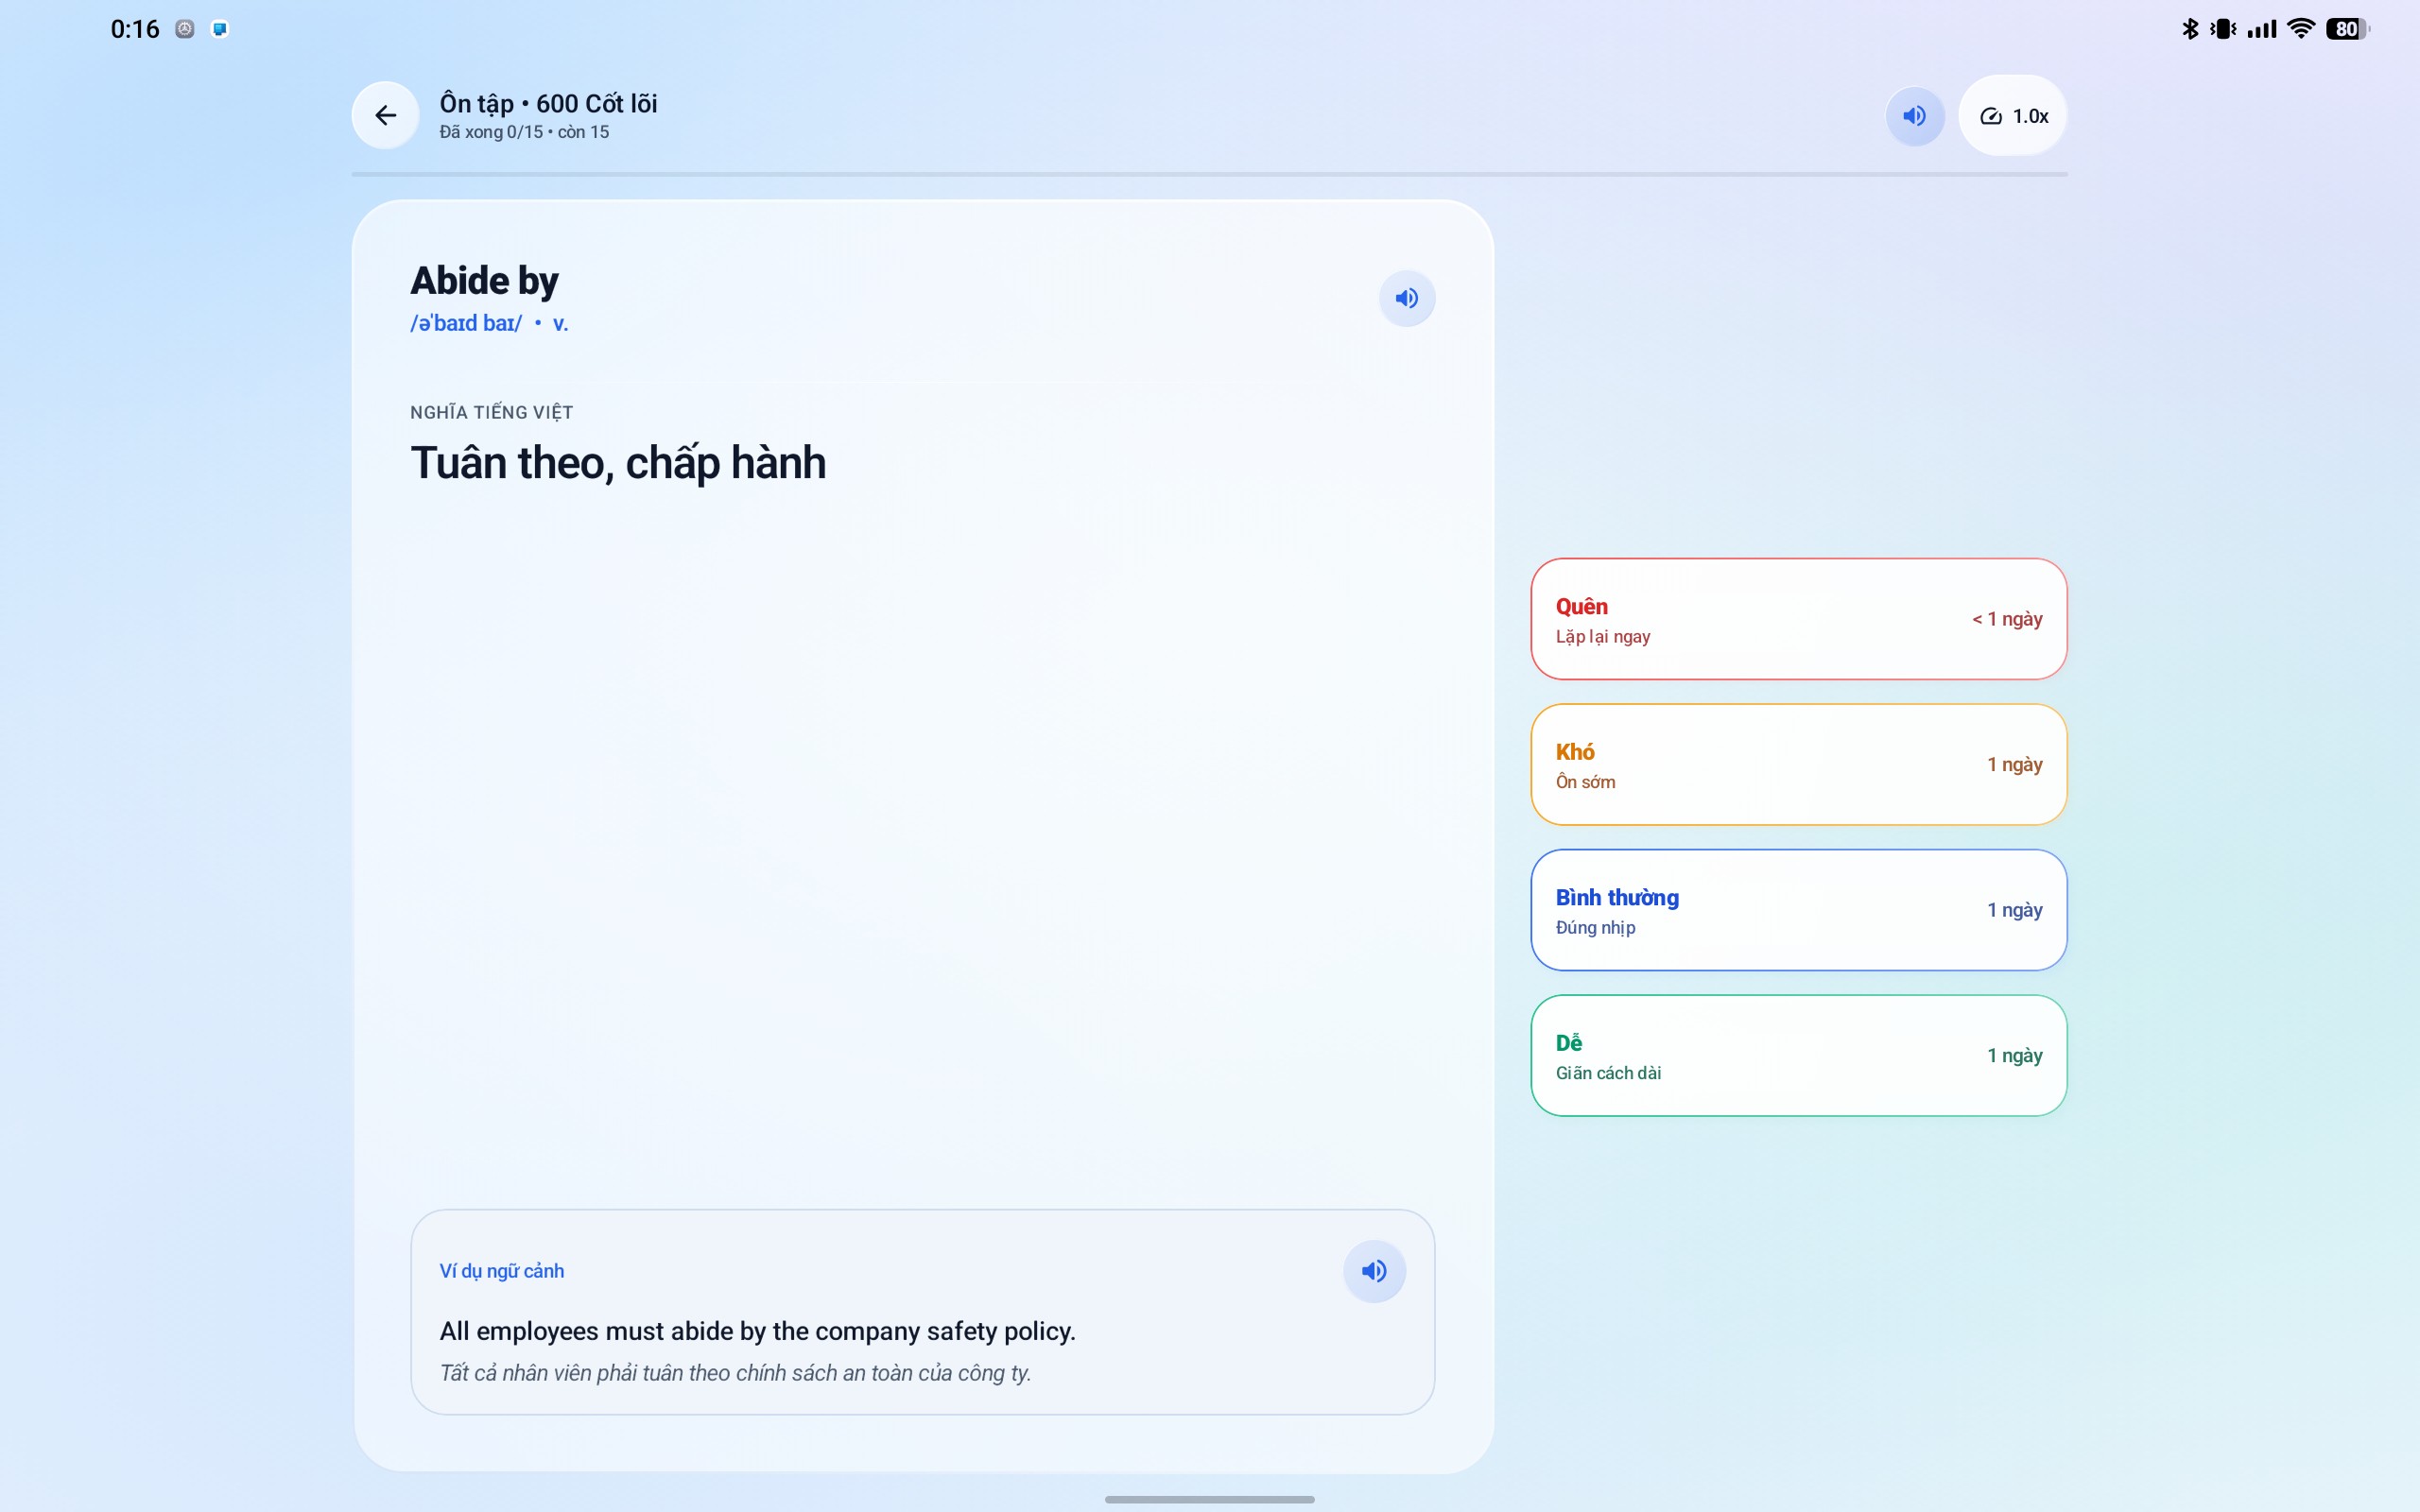 0:16
80
Ôn tập • 600 Cốt lõi
Đã xong 0/15 • còn 15
1.0x
Abide by
/əˈbaɪd baɪ/ • v.
NGHĨA TIẾNG VIỆT
Tuân theo, chấp hành
Quên
Lặp lại ngay
< 1 ngày
Khó
Ôn sớm
1 ngày
Bình thường
Đúng nhịp
1 ngày
Dễ
Giãn cách dài
1 ngày
Ví dụ ngữ cảnh
All employees must abide by the company safety policy.
Tất cả nhân viên phải tuân theo chính sách an toàn của công ty.